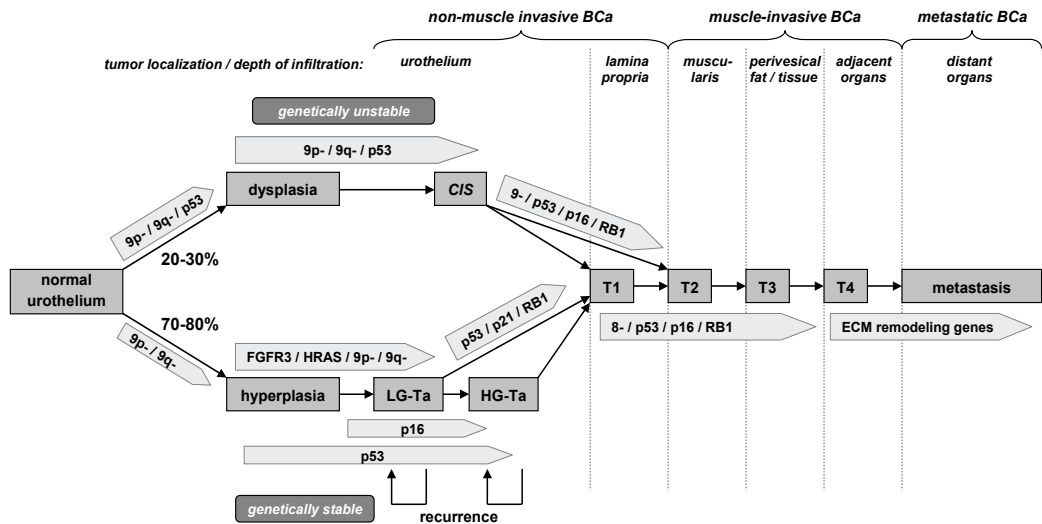 non-muscle invasive BCa
muscle-invasive BCa
metastatic BCa
tumor localization / depth of infiltration:
urothelium
lamina
propria
muscu-
laris
perivesical
fat / tissue
adjacent
organs
distant
organs
genetically unstable
9p- / 9q- / p53
dysplasia
CIS
9p- / 9q- / p53
20-30%
9- / p53 / p16 / RB1
normal
urothelium
T1
T2
T3
T4
metastasis
70-80%
9p- / 9q-
p53 / p21 / RB1
8- / p53 / p16 / RB1
ECM remodeling genes
FGFR3 / HRAS / 9p- / 9q-
hyperplasia
LG-Ta
HG-Ta
p16
p53
genetically stable
recurrence